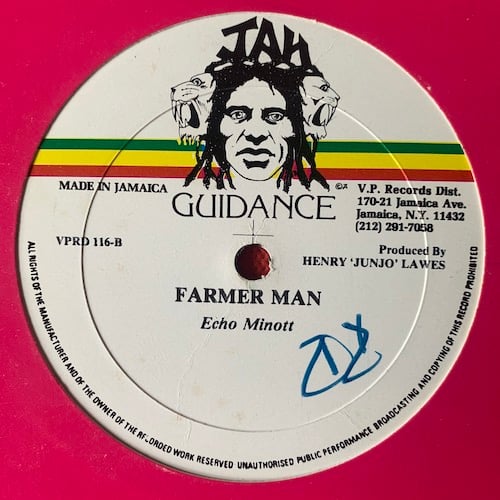 JAH
GUIDANCE
MADE IN JAMAICA
V.P. Records Dist.
170-21 Jamaica Ave.
Jamaica, N.Y. 11432
(212) 291-7058
VPRD 116-B
Produced By
HENRY 'JUNJO' LAWES
FARMER MAN
Echo Minott
ALL RIGHTS OF THE MANUFACTURER AND OF THE OWNER OF THE RECORDED WORK RESERVED UNAUTHORISED PUBLIC PERFORMANCE BROADCASTING AND COPYING OF THIS RECORD PROHIBITED